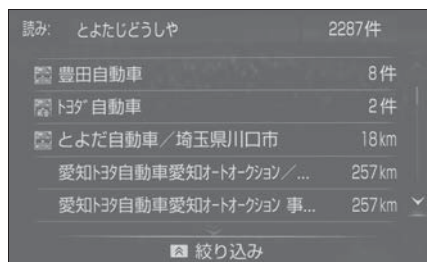 読み: とよたじどうしや 2287件
豊田自動車 8件
ﾄﾖﾀﾞ自動車 2件
とよだ自動車／埼玉県川口市 18km
愛知ﾄﾖﾀ自動車愛知ｵｰﾄｵｰｸｼｮﾝ／... 257km
愛知ﾄﾖﾀ自動車愛知ｵｰﾄｵｰｸｼｮﾝ 事... 257km
絞り込み